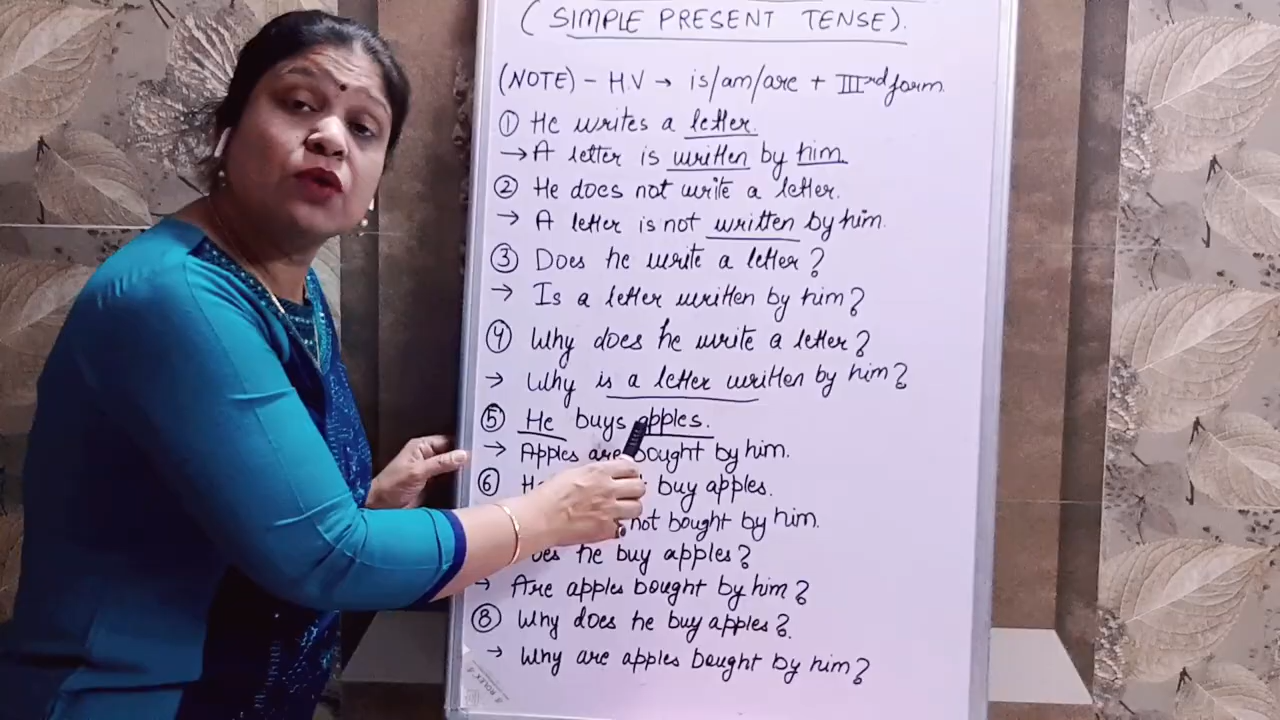 ( SIMPLE PRESENT TENSE).
(NOTE) - H.V → is/am/are + IIIrd form.
① He writes a letter.
→ A letter is written by him.
② He does not write a letter.
→ A letter is not written by him.
③ Does he write a letter?
→ Is a letter written by him?
④ Why does he write a letter?
→ Why is a letter written by him?
⑤ He buys apples.
→ Apples are bought by him.
⑥ buy apples.
not bought by him.
he buy apples?
→ Are apples bought by him?
⑧ Why does he buy apples?
→ Why are apples bought by him?